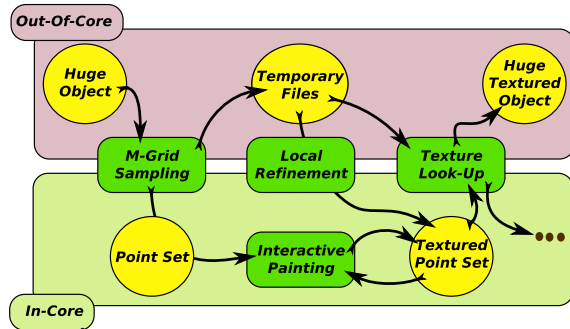 Out-Of-Core
Huge
Object
Temporary
Files
Huge
Textured
Object
M-Grid
Sampling
Local
Refinement
Texture
Look-Up
Point Set
Interactive
Painting
Textured
Point Set
In-Core